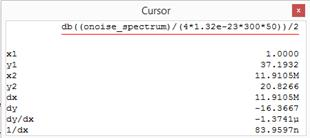 Cursor
x
db((onoise_spectrum)/(4*1.32e-23*300*50))/2
x1 1.0000
y1 37.1932
x2 11.9105M
y2 20.8266
dx 11.9105M
dy -16.3667
dy/dx -1.3741µ
1/dx 83.9597n